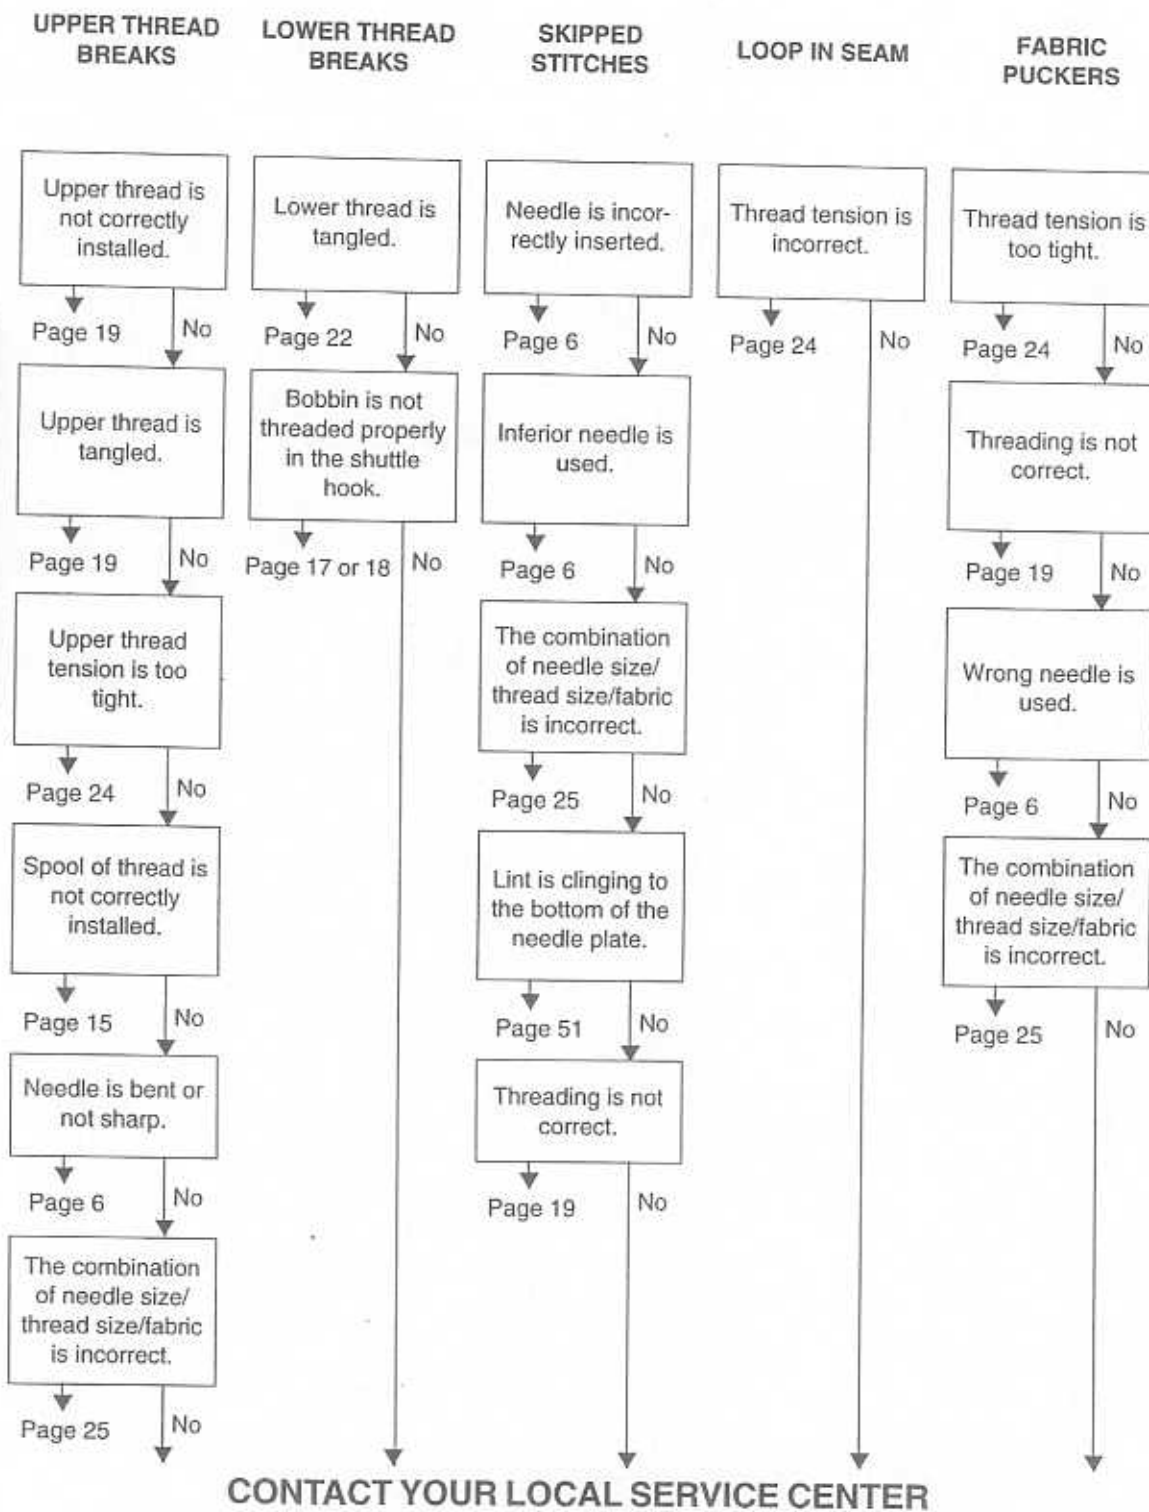 UPPER THREAD
BREAKS
Upper thread is
not correctly
installed.
Page 19
No
Upper thread is
tangled.
Page 19
No
Upper thread
tension is too
tight.
Page 24
No
Spool of thread is
not correctly
installed.
Page 15
No
Needle is bent or
not sharp.
Page 6
No
The combination
of needle size/
thread size/fabric
is incorrect.
Page 25
No
LOWER THREAD
BREAKS
Lower thread is
tangled.
Page 22
No
Bobbin is not
threaded properly
in the shuttle
hook.
Page 17 or 18
No
SKIPPED
STITCHES
Needle is incor-
rectly inserted.
Page 6
No
Inferior needle is
used.
Page 6
No
The combination
of needle size/
thread size/fabric
is incorrect.
Page 25
No
Lint is clinging to
the bottom of the
needle plate.
Page 51
No
Threading is not
correct.
Page 19
No
LOOP IN SEAM
Thread tension is
incorrect.
Page 24
No
FABRIC
PUCKERS
Thread tension is
too tight.
Page 24
No
Threading is not
correct.
Page 19
No
Wrong needle is
used.
Page 6
No
The combination
of needle size/
thread size/fabric
is incorrect.
Page 25
No
CONTACT YOUR LOCAL SERVICE CENTER